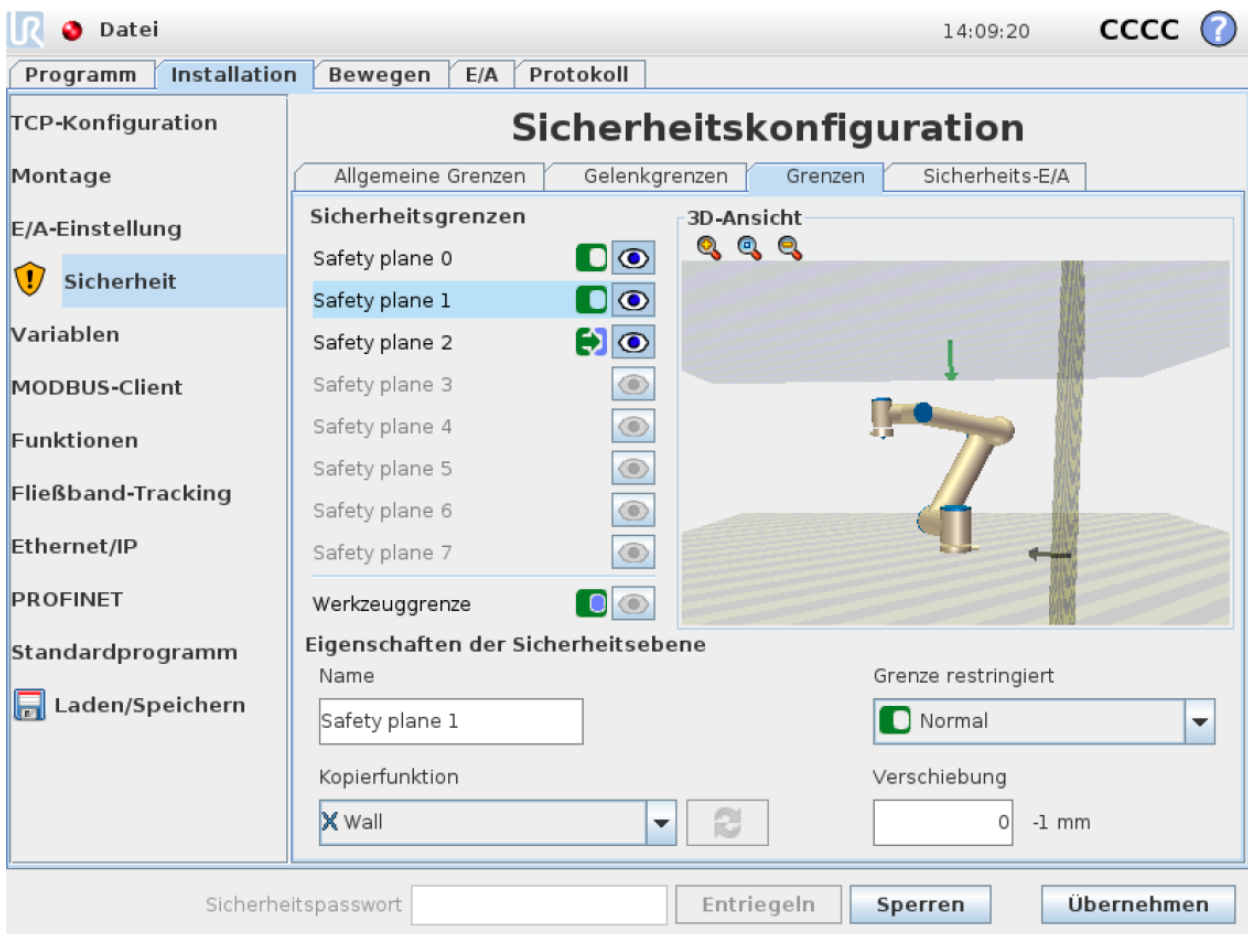 UR Datei 14:09:20 CCCC ?
Programm Installation Bewegen E/A Protokoll
TCP-Konfiguration
Montage
E/A-Einstellung
Sicherheit
Variablen
MODBUS-Client
Funktionen
Fließband-Tracking
Ethernet/IP
PROFINET
Standardprogramm
Laden/Speichern
Sicherheitskonfiguration
Allgemeine Grenzen Gelenkgrenzen Grenzen Sicherheits-E/A
Sicherheitsgrenzen
Safety plane 0
Safety plane 1
Safety plane 2
Safety plane 3
Safety plane 4
Safety plane 5
Safety plane 6
Safety plane 7
Werkzeuggrenze
3D-Ansicht
Eigenschaften der Sicherheitsebene
Name
Safety plane 1
Grenze restringiert
Normal
Kopierfunktion
Wall
Verschiebung
0 -1 mm
Sicherheitspasswort Entriegeln Sperren Übernehmen